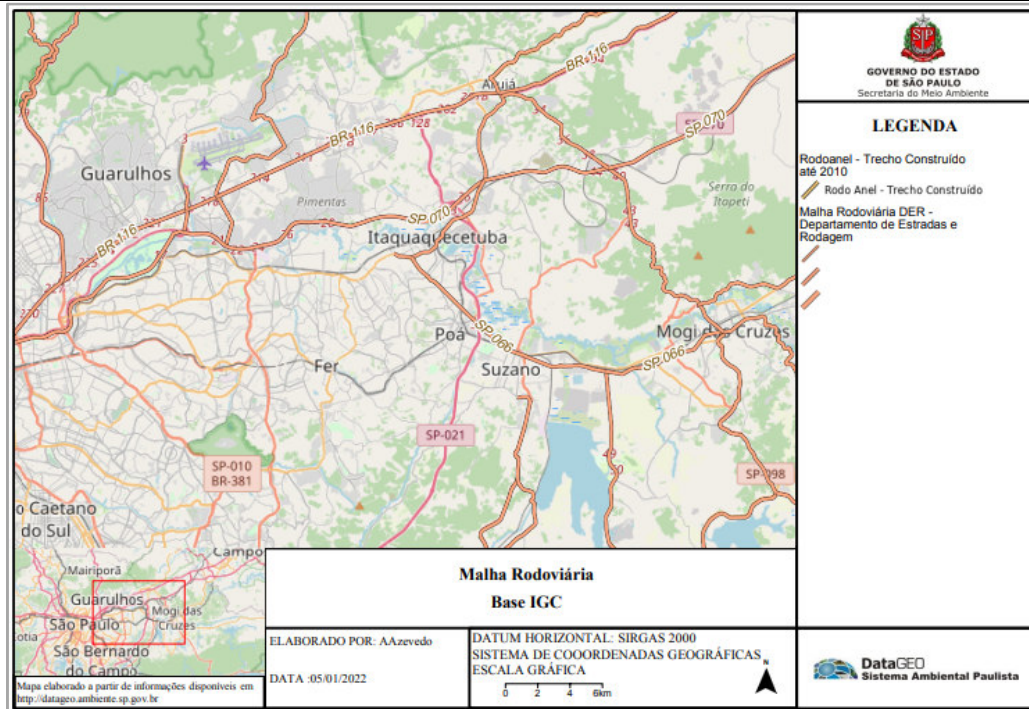 Arujá
BR-116
BR-116
BR-116
SP-070
SP-070
Guarulhos
Pimentas
Serra do
Itapeti
Itaquaquecetuba
Poá
SP-066
SP-066
Mogi das Cruzes
Suzano
Fer
SP-021
SP-010
BR-381
SP-098
o Caetano
do Sul
Campo
Mairiporã
Guarulhos
Mogi das
Cruzes
São Paulo
otia
São Bernardo
do Campo
Mapa elaborado a partir de informações disponíveis em
http://datageo.ambiente.sp.gov.br
Malha Rodoviária
Base IGC
ELABORADO POR: AAzevedo
DATA :05/01/2022
DATUM HORIZONTAL: SIRGAS 2000
SISTEMA DE COOORDENADAS GEOGRÁFICAS
ESCALA GRÁFICA
0 2 4 6km
N
GOVERNO DO ESTADO
DE SÃO PAULO
Secretaria do Meio Ambiente
LEGENDA
Rodoanel - Trecho Construído
até 2010
Rodo Anel - Trecho Construído
Malha Rodoviária DER -
Departamento de Estradas e
Rodagem
DataGEO
Sistema Ambiental Paulista